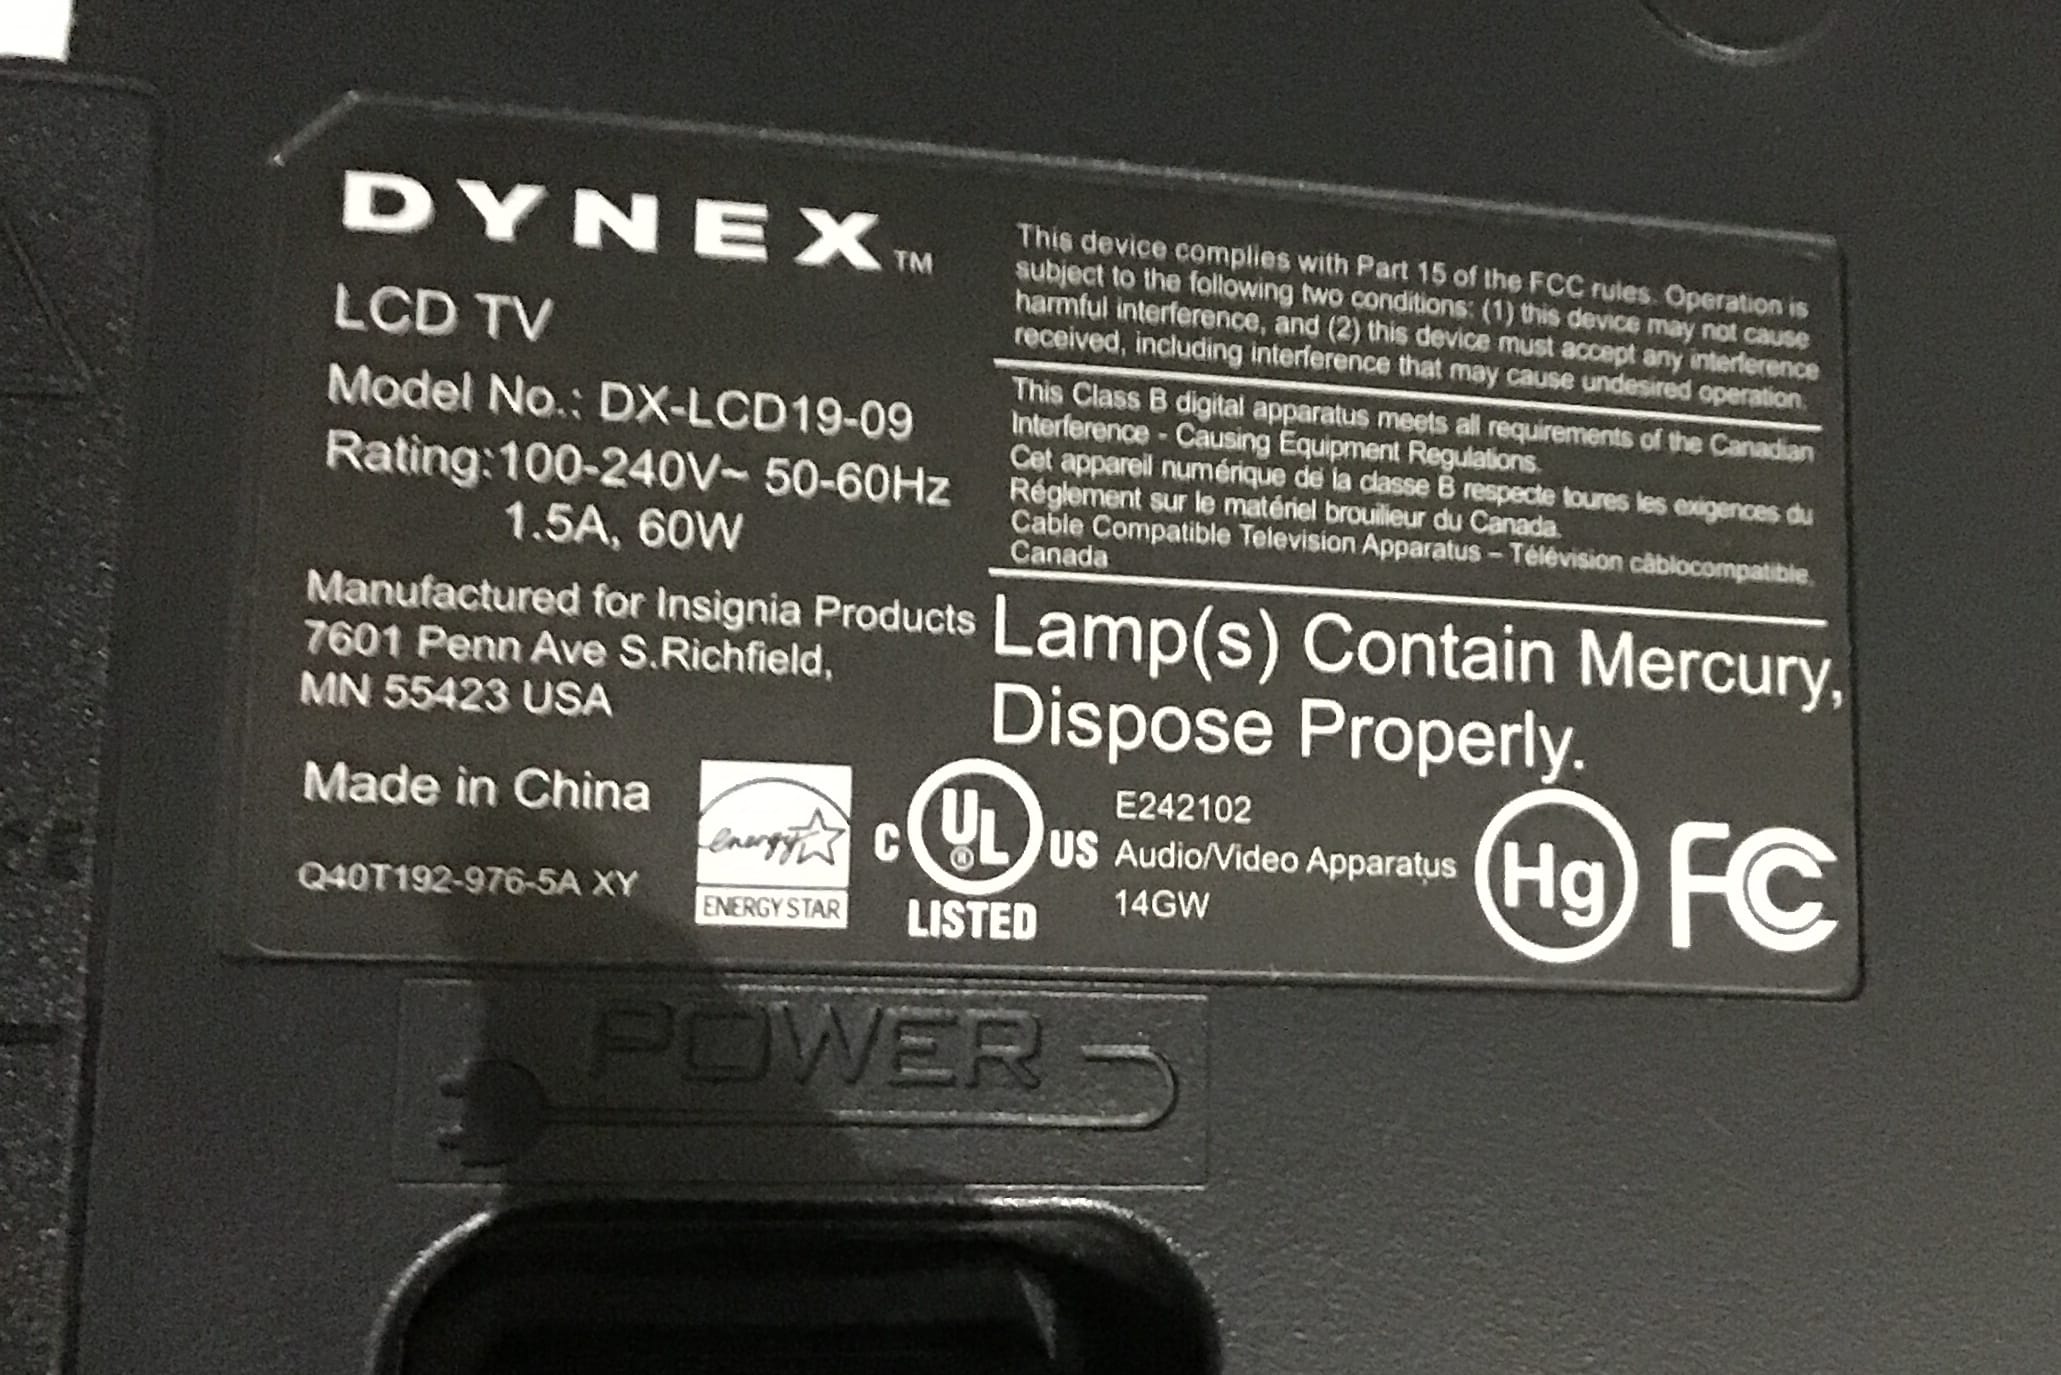 DYNEX™
LCD TV
Model No.: DX-LCD19-09
Rating:100-240V~ 50-60Hz
1.5A, 60W
Manufactured for Insignia Products
7601 Penn Ave S.Richfield,
MN 55423 USA
Made in China
Q40T192-976-5A XY
This device complies with Part 15 of the FCC rules. Operation is
subject to the following two conditions: (1) this device may not cause
harmful interference, and (2) this device must accept any interference
received, including interference that may cause undesired operation.
This Class B digital apparatus meets all requirements of the Canadian
Interference - Causing Equipment Regulations.
Cet appareil numérique de la classe B respecte toures les exigences du
Réglement sur le matériel brouilieur du Canada.
Cable Compatible Television Apparatus – Télévision câblocompatible,
Canada
Lamp(s) Contain Mercury,
Dispose Properly.
energy
ENERGY STAR
C UL® US
LISTED
E242102
Audio/Video Apparatus
14GW
Hg
FC
POWER